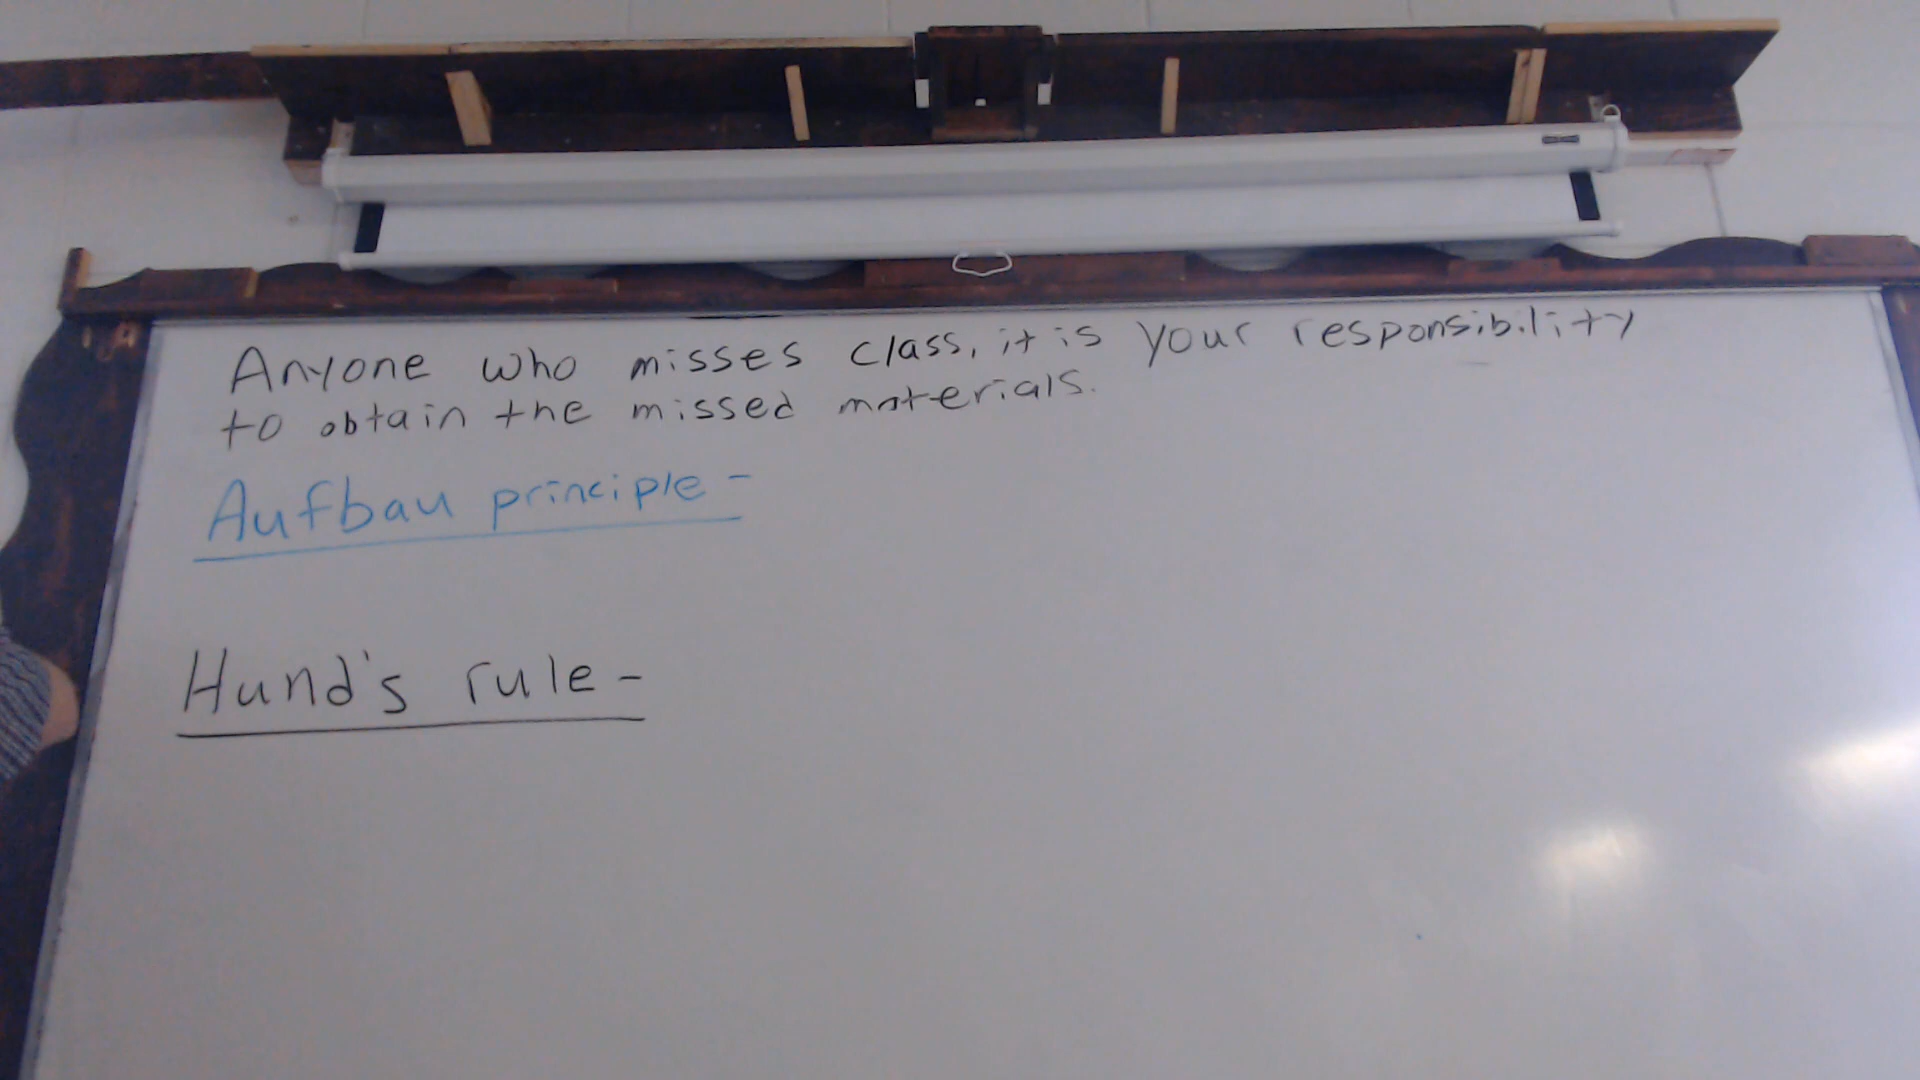 Anyone who misses class, it is your responsibility
to obtain the missed materials.
Aufbau principle -
Hund's rule -